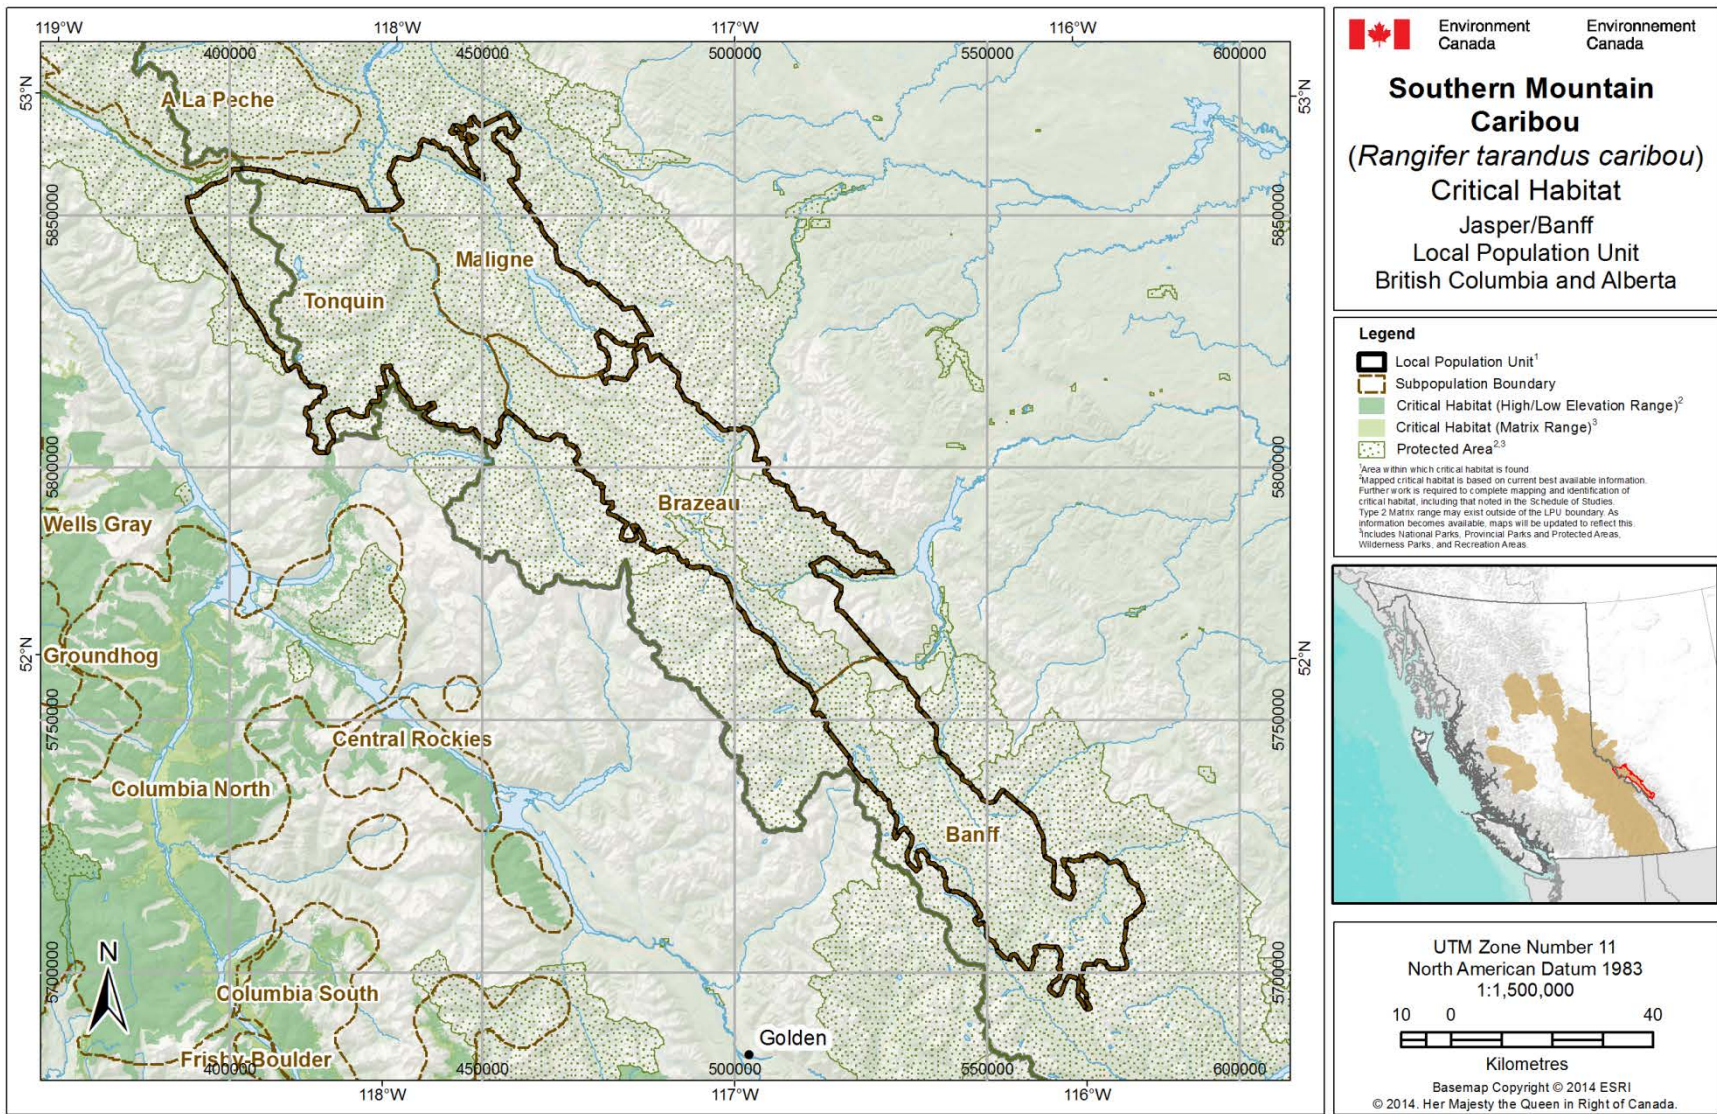 119°W
118°W
117°W
116°W
400000
450000
500000
550000
600000
53°N
53°N
5850000
5850000
5800000
5800000
52°N
52°N
5750000
5750000
5700000
5700000
A La Peche
Maligne
Tonquin
Brazeau
Wells Gray
Groundhog
Central Rockies
Columbia North
Banff
Columbia South
Frisby-Boulder
Golden
N
400000
450000
500000
550000
600000
118°W
117°W
116°W
Environment
Canada
Environnement
Canada
Southern Mountain
Caribou
(Rangifer tarandus caribou)
Critical Habitat
Jasper/Banff
Local Population Unit
British Columbia and Alberta
Legend
Local Population Unit1
Subpopulation Boundary
Critical Habitat (High/Low Elevation Range)2
Critical Habitat (Matrix Range)3
Protected Area2,3
1Area within which critical habitat is found
2Mapped critical habitat is based on current best available information.
Further work is required to complete mapping and identification of
critical habitat, including that noted in the Schedule of Studies.
Type 2 Matrix range may exist outside of the LPU boundary. As
information becomes available, maps will be updated to reflect this.
3Includes National Parks, Provincial Parks and Protected Areas,
Wilderness Parks, and Recreation Areas.
UTM Zone Number 11
North American Datum 1983
1:1,500,000
10 0 20 40
Kilometres
Basemap Copyright © 2014 ESRI
© 2014. Her Majesty the Queen in Right of Canada.